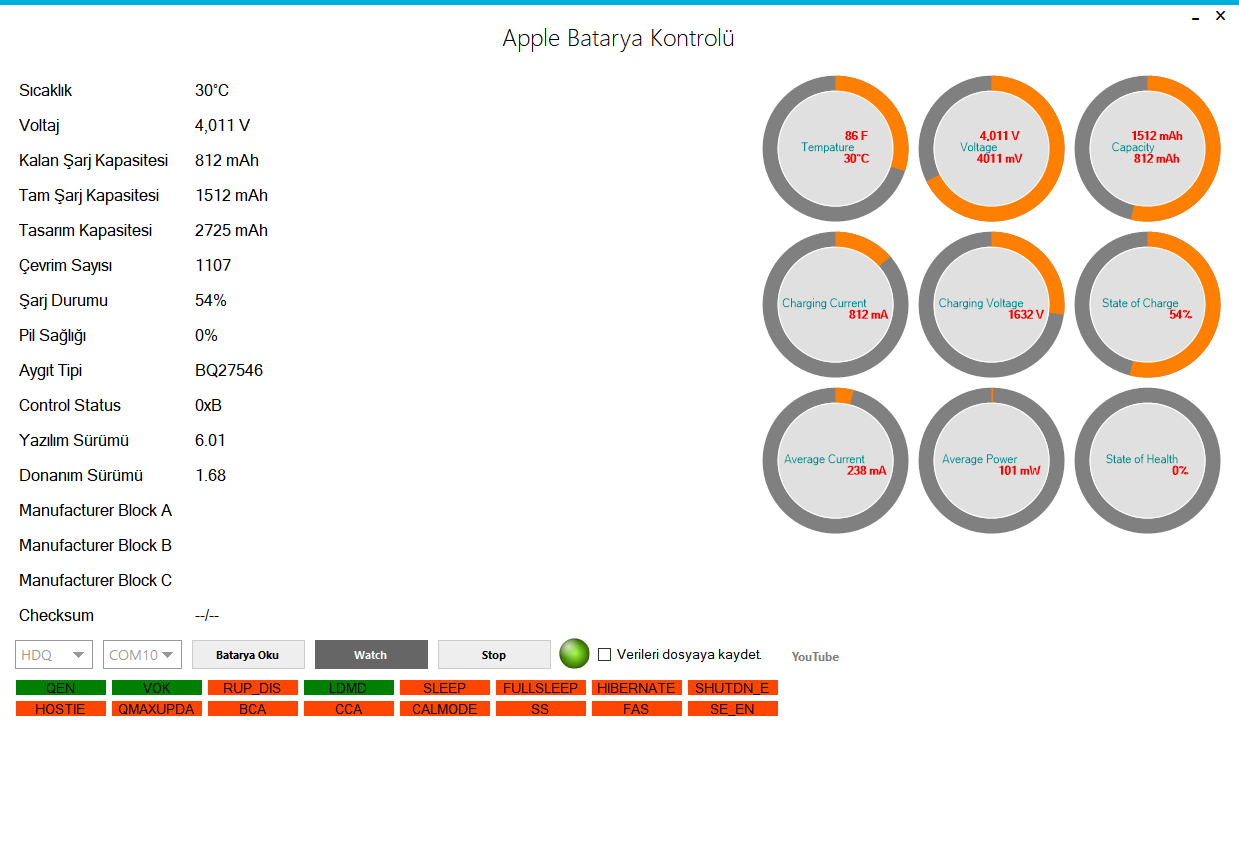 Apple Batarya Kontrolü
Sıcaklık 30°C
Voltaj 4,011 V
Kalan Şarj Kapasitesi 812 mAh
Tam Şarj Kapasitesi 1512 mAh
Tasarım Kapasitesi 2725 mAh
Çevrim Sayısı 1107
Şarj Durumu 54%
Pil Sağlığı 0%
Aygıt Tipi BQ27546
Control Status 0xB
Yazılım Sürümü 6.01
Donanım Sürümü 1.68
Manufacturer Block A
Manufacturer Block B
Manufacturer Block C
Checksum --/--
86 F
Tempature
30°C
4,011 V
Voltage
4011 mV
1512 mAh
Capacity
812 mAh
Charging Current
812 mA
Charging Voltage
1632 V
State of Charge
54%
Average Current
238 mA
Average Power
101 mW
State of Health
0%
HDQ COM10 Batarya Oku Watch Stop Verileri dosyaya kaydet. YouTube
QEN VOK RUP_DIS LDMD SLEEP FULLSLEEP HIBERNATE SHUTDN_E
HOSTIE QMAXUPDA BCA CCA CALMODE SS FAS SE_EN